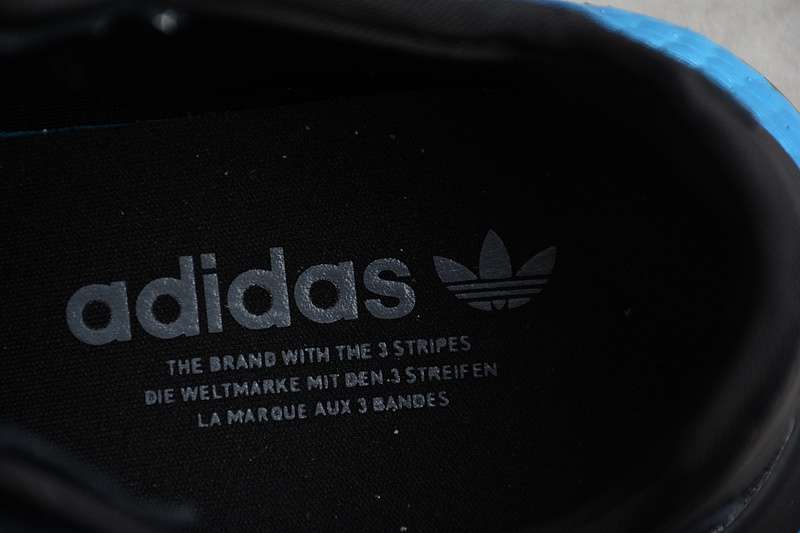 adidas
THE BRAND WITH THE 3 STRIPES
DIE WELTMARKE MIT DEN 3 STREIFEN
LA MARQUE AUX 3 BANDES